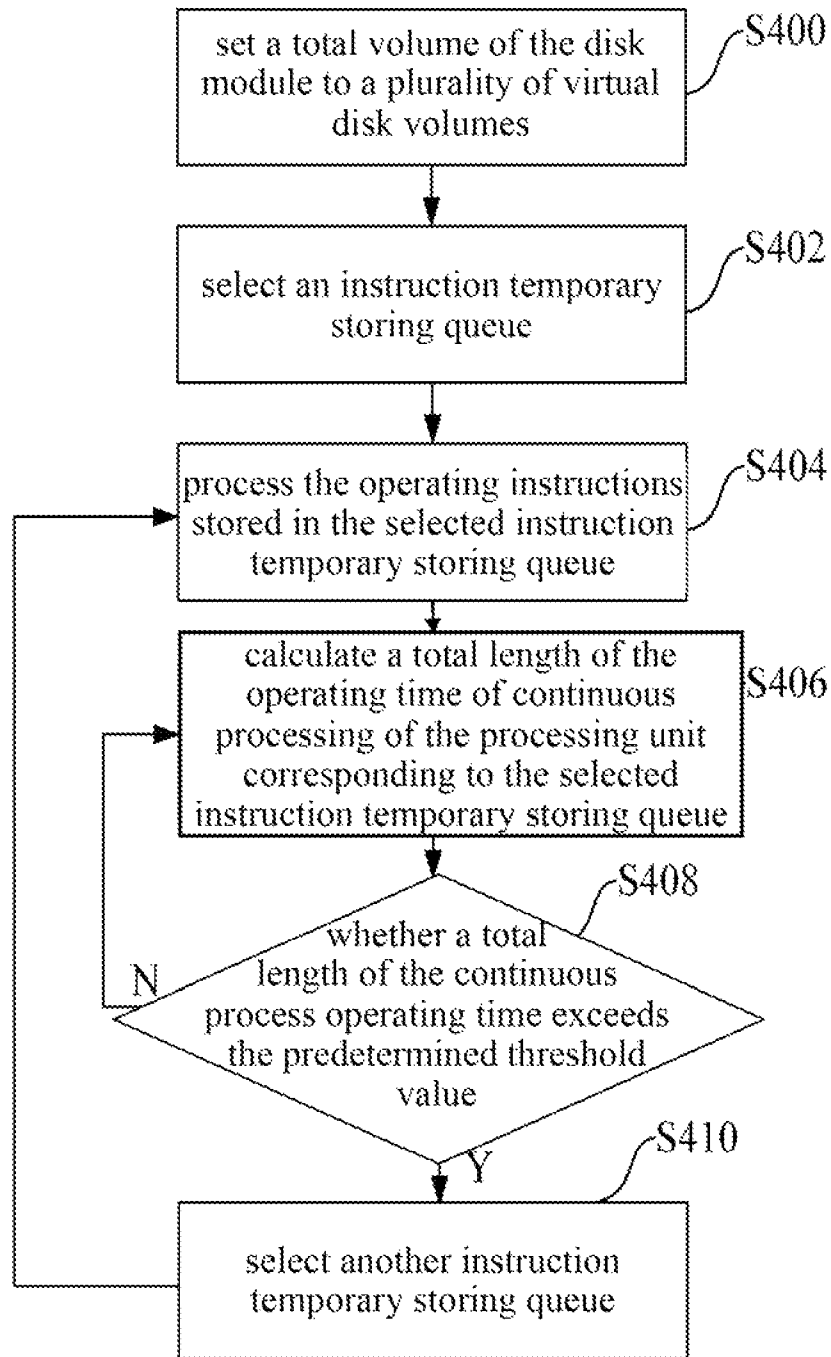 set a total volume of the disk
module to a plurality of virtual
disk volumes
S400
select an instruction temporary
storing queue
S402
process the operating instructions
stored in the selected instruction
temporary storing queue
S404
calculate a total length of the
operating time of continuous
processing of the processing unit
corresponding to the selected
instruction temporary storing queue
S406
whether a total
length of the continuous
process operating time exceeds
the predetermined threshold
value
S408
N
Y
select another instruction
temporary storing queue
S410